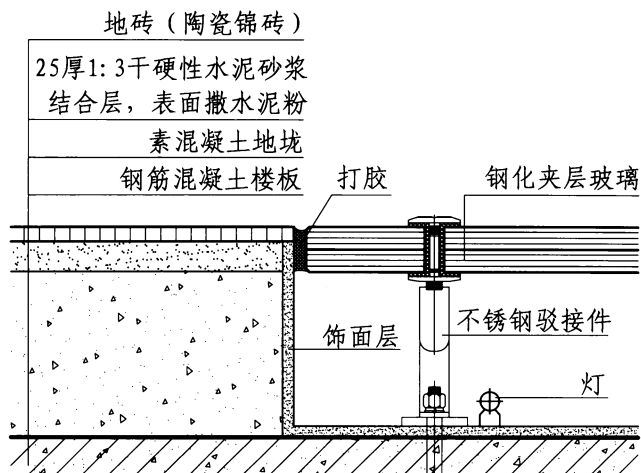 地砖（陶瓷锦砖）
25厚1：3干硬性水泥砂浆
结合层，表面撒水泥粉
素混凝土地垅
钢筋混凝土楼板
打胶
钢化夹层玻璃
饰面层
不锈钢驳接件
灯